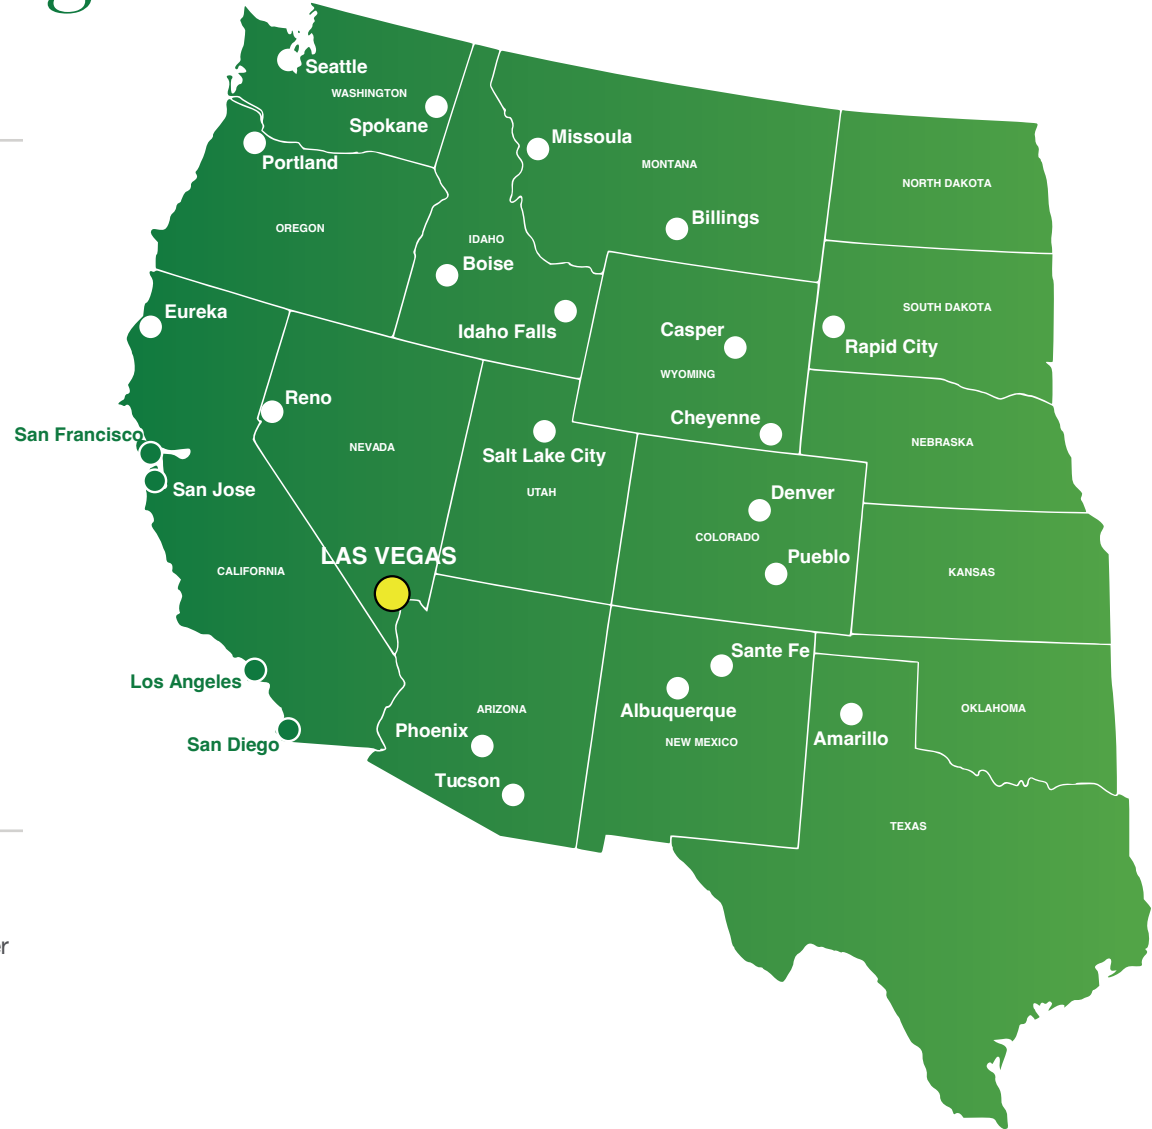 g
Seattle
WASHINGTON
Spokane
Missoula
Portland
MONTANA
NORTH DAKOTA
Billings
OREGON
IDAHO
Boise
SOUTH DAKOTA
Eureka
Idaho Falls
Casper
Rapid City
WYOMING
Reno
Cheyenne
San Francisco
NEVADA
NEBRASKA
Salt Lake City
San Jose
UTAH
Denver
COLORADO
LAS VEGAS
Pueblo
CALIFORNIA
KANSAS
Sante Fe
Los Angeles
ARIZONA
Albuquerque
OKLAHOMA
Phoenix
San Diego
NEW MEXICO
Amarillo
Tucson
TEXAS
er